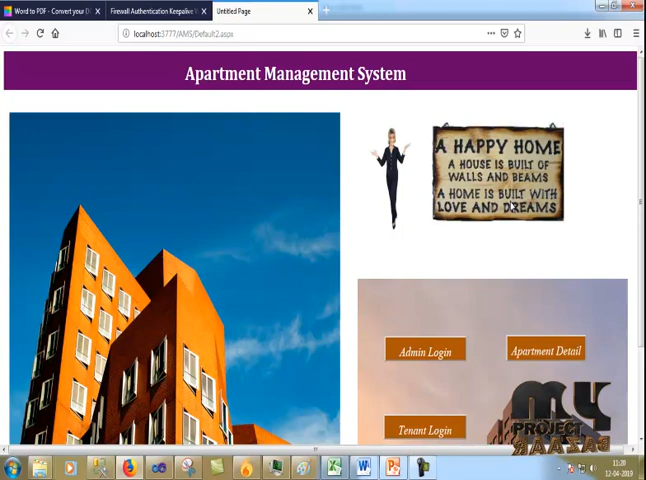 Word to PDF - Convert your D
Firewall Authentication Keepalive
Untitled Page
localhost:3777/AMS/Default2.aspx
Apartment Management System
A HAPPY HOME
A HOUSE IS BUILT OF
WALLS AND BEAMS
A HOME IS BUILT WITH
LOVE AND DREAMS
Admin Login
Apartment Detail
Tenant Login
MY
PROJECT
BAZAAR
11:20
12-04-2019